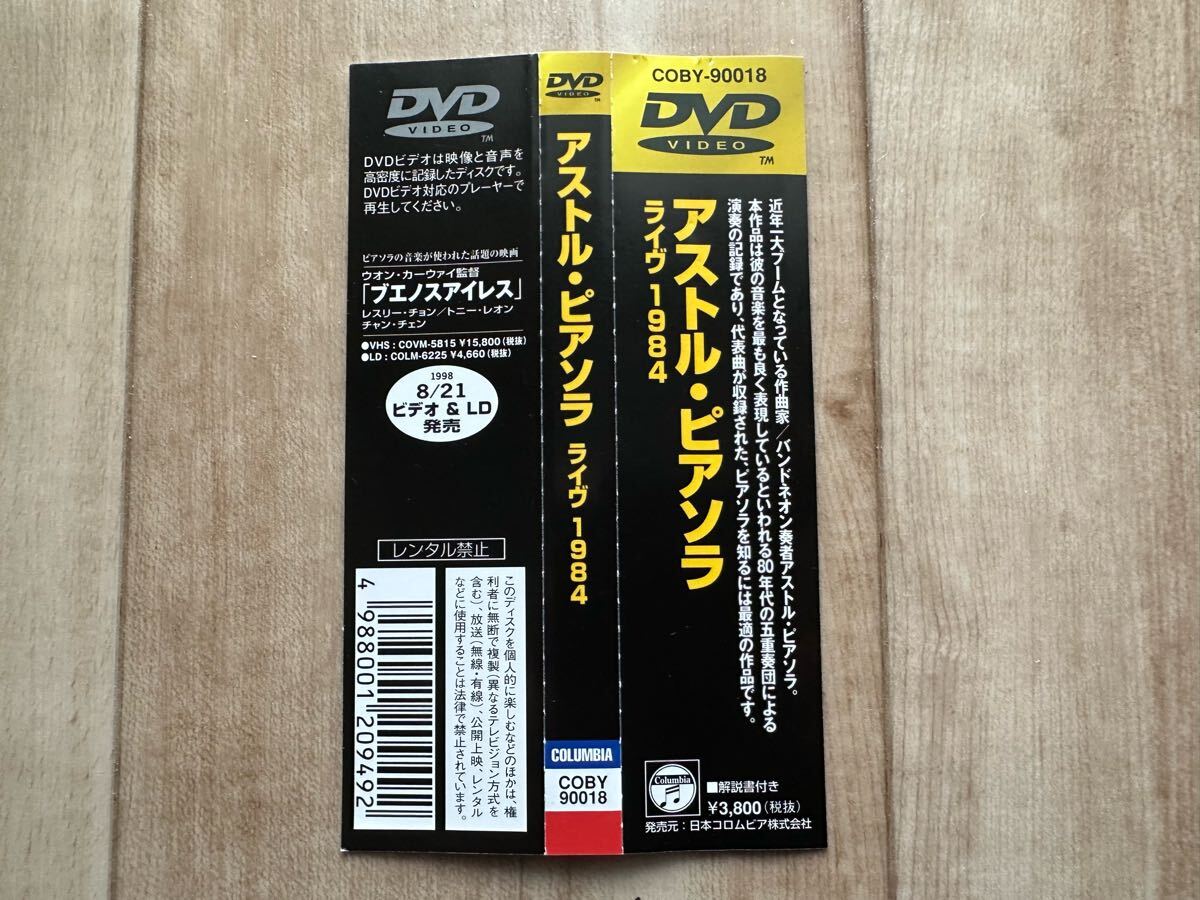 DVD
VIDEO
TM
DVDビデオは映像と音声を
高密度に記録したディスクです。
DVDビデオ対応のプレーヤーで
再生してください。
ピアソラの音楽が使われた話題の映画
ウオン・カーウァイ監督
「ブエノスアイレス」
レスリー・チョン／トニー・レオン
チャン・チェン
●VHS : COVM-5815 ¥15,800(税抜)
●LD : COLM-6225 ¥4,660(税抜)
1998
8/21
ビデオ & LD
発売
レンタル禁止
このディスクを個人的に楽しむなどのほかは、権
利者に無断で複製(異なるテレビジョン方式を
含む)、放送(無線・有線)、公開上映、レンタル
などに使用することは法律で禁止されています。
4 988001 209492
DVD
VIDEO
TM
アストル・ピアソラ ライヴ 1984
COLUMBIA
COBY
90018
COBY-90018
DVD
VIDEO
TM
近年一大ブームとなっている作曲家／バンドネオン奏者アストル・ピアソラ。
本作品は彼の音楽を最も良く表現しているといわれる80年代の五重奏団による
演奏の記録であり、代表曲が収録された、ピアソラを知るには最適の作品です。
アストル・ピアソラ
ライヴ 1984
Columbia
■解説書付き
¥3,800(税抜)
発売元：日本コロムビア株式会社